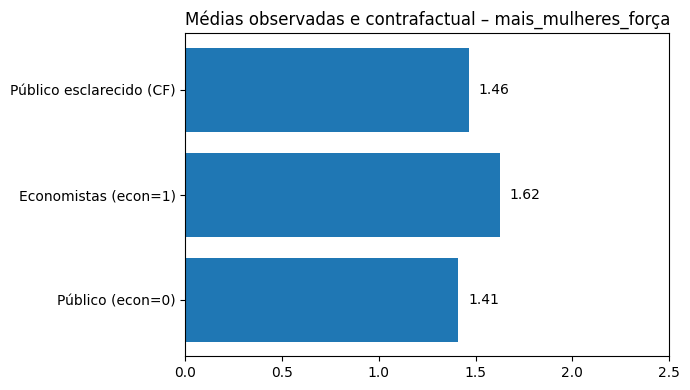 Médias observadas e contrafactual – mais_mulheres_força
Público esclarecido (CF)
1.46
Economistas (econ=1)
1.62
Público (econ=0)
1.41
0.0 0.5 1.0 1.5 2.0 2.5